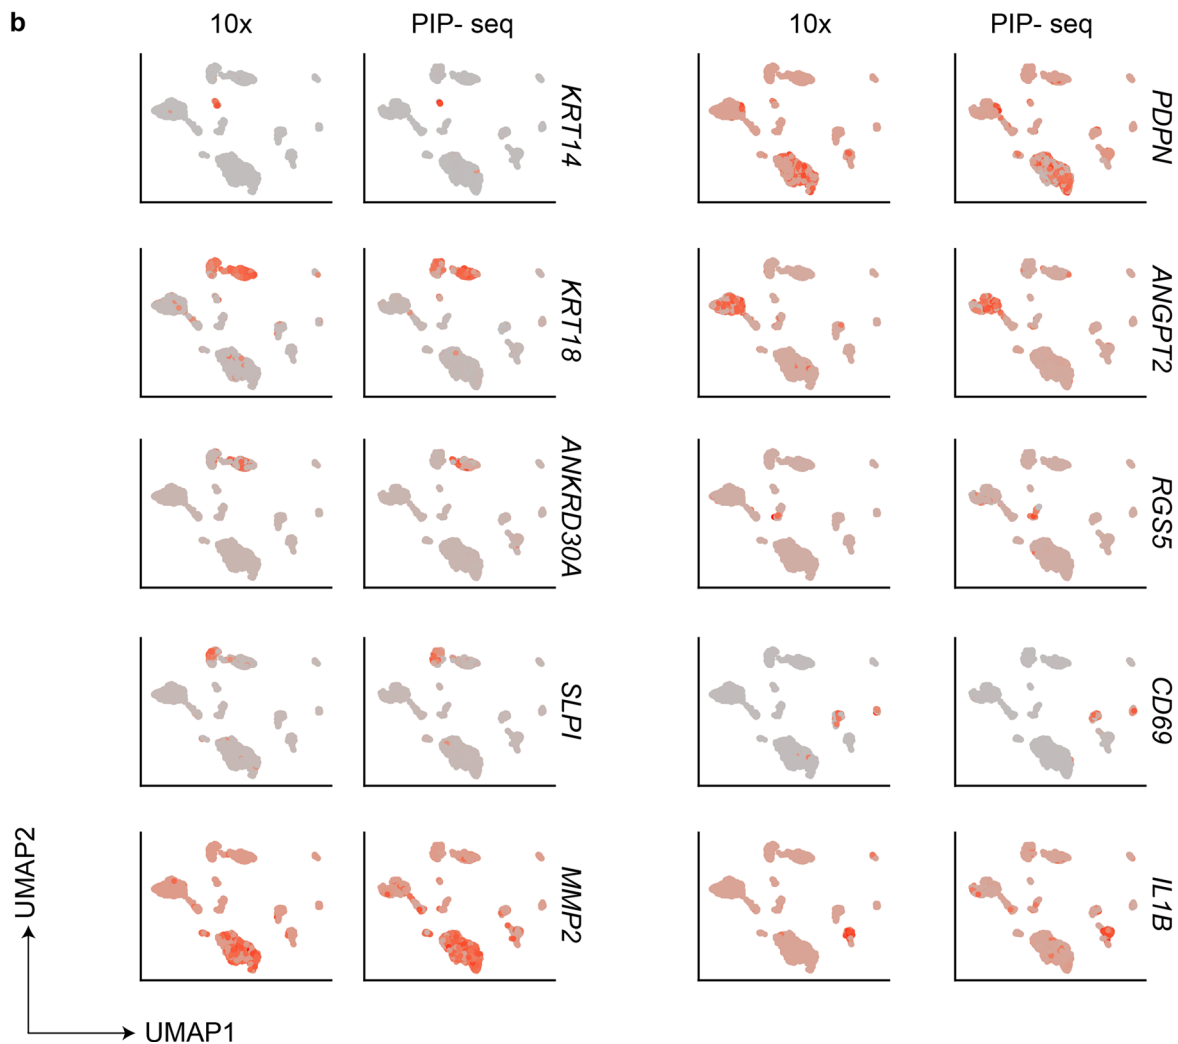 b
10x PIP- seq 10x PIP- seq
KRT14 PDPN
KRT18 ANGPT2
ANKRD30A RGS5
SLPI CD69
MMP2 IL1B
UMAP2
UMAP1